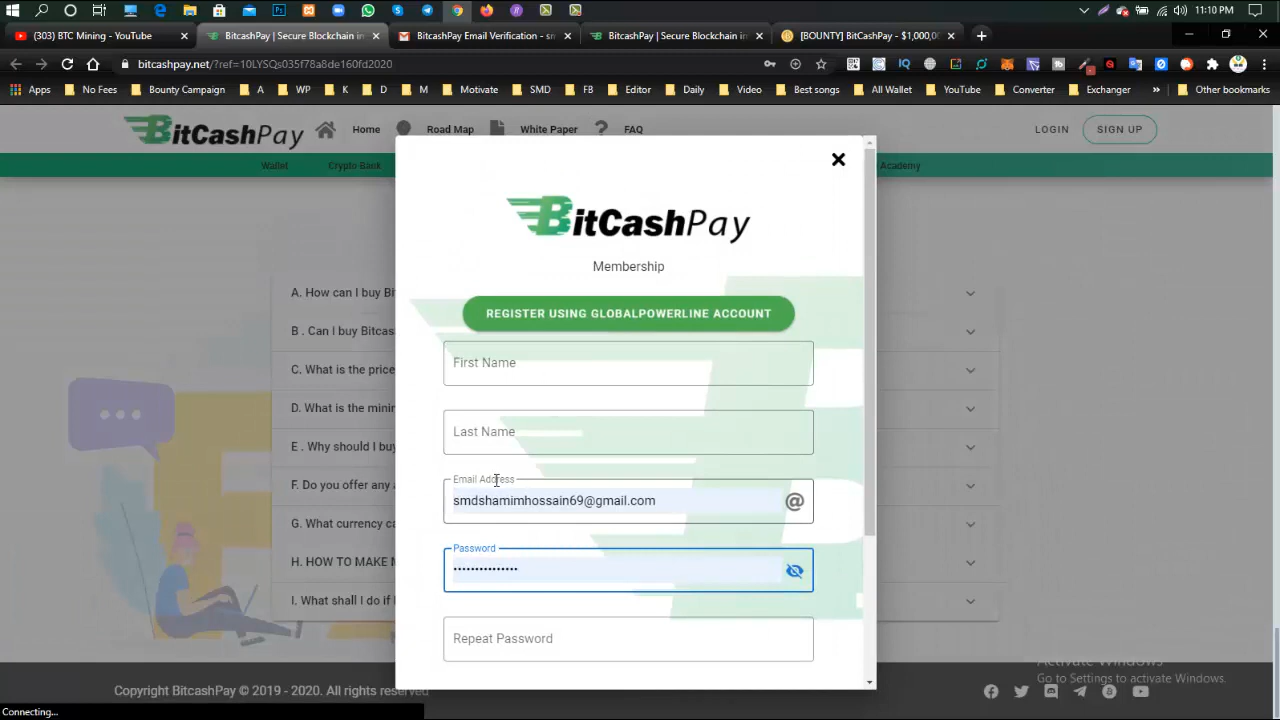 11:10 PM
(303) BTC Mining - YouTube
BitcashPay | Secure Blockchain in
BitcashPay Email Verification - sm
BitcashPay | Secure Blockchain in
[BOUNTY] BitCashPay - $1,000,0
bitcashpay.net/?ref=10LYSQs035f78a8de160fd2020
Apps No Fees Bounty Campaign A WP K D M Motivate SMD FB Editor Daily Video Best songs All Wallet YouTube Converter Exchanger » Other bookmarks
BitCashPay Home Road Map White Paper FAQ LOGIN SIGN UP
Wallet Crypto Bank Academy
BitCashPay
Membership
REGISTER USING GLOBALPOWERLINE ACCOUNT
First Name
Last Name
Email Address
smdshamimhossain69@gmail.com
Password
Repeat Password
A. How can I buy Bi
B . Can I buy Bitcas
C. What is the price
D. What is the mini
E . Why should I buy
F. Do you offer any
G. What currency ca
H. HOW TO MAKE
I. What shall I do if
Copyright BitcashPay © 2019 - 2020. All rights reserved
Activate Windows
Go to Settings to activate Windows.
Connecting...